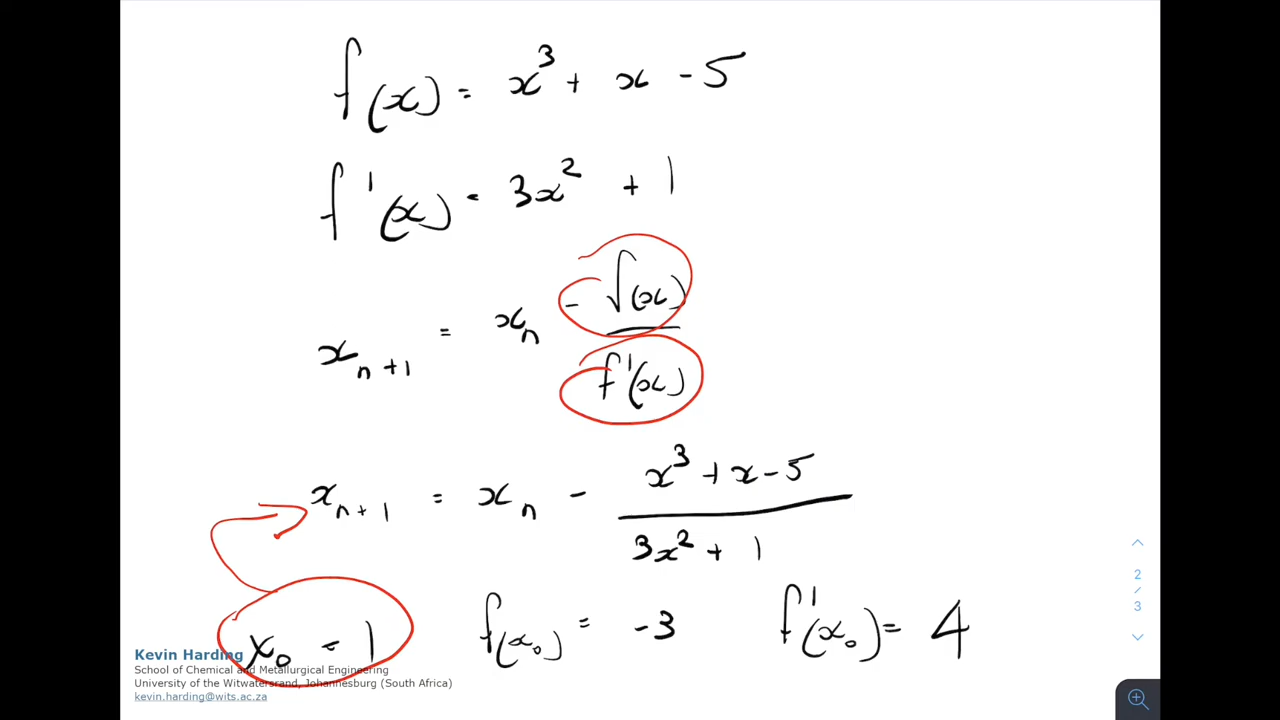 f(x) = x³ + x - 5
f'(x) = 3x² + 1
x_{n+1} = x_n - f(x) / f'(x)
x_{n+1} = x_n - (x³ + x - 5) / (3x² + 1)
x₀ = 1 f(x₀) = -3 f'(x₀) = 4
Kevin Harding
School of Chemical and Metallurgical Engineering
University of the Witwatersrand, Johannesburg (South Africa)
kevin.harding@wits.ac.za
2
/
3